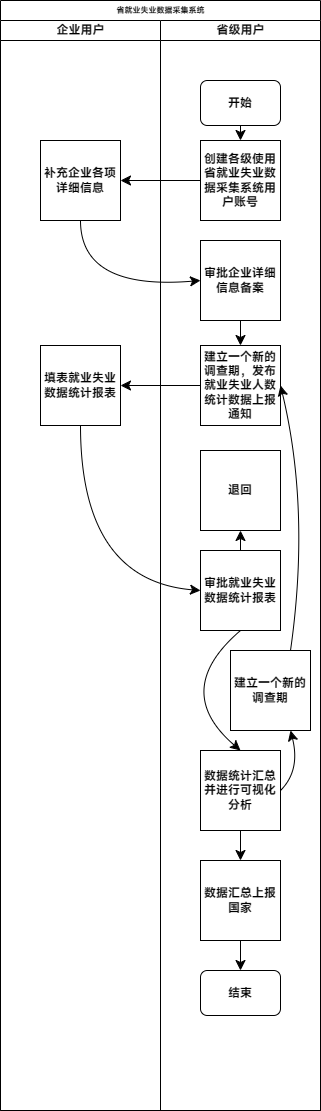 省就业失业数据采集系统
企业用户
省级用户
开始
创建各级使用
省就业失业数
据采集系统用
户账号
补充企业各项
详细信息
审批企业详细
信息备案
建立一个新的
调查期，发布
就业失业人数
统计数据上报
通知
填表就业失业
数据统计报表
退回
审批就业失业
数据统计报表
建立一个新的
调查期
数据统计汇总
并进行可视化
分析
数据汇总上报
国家
结束